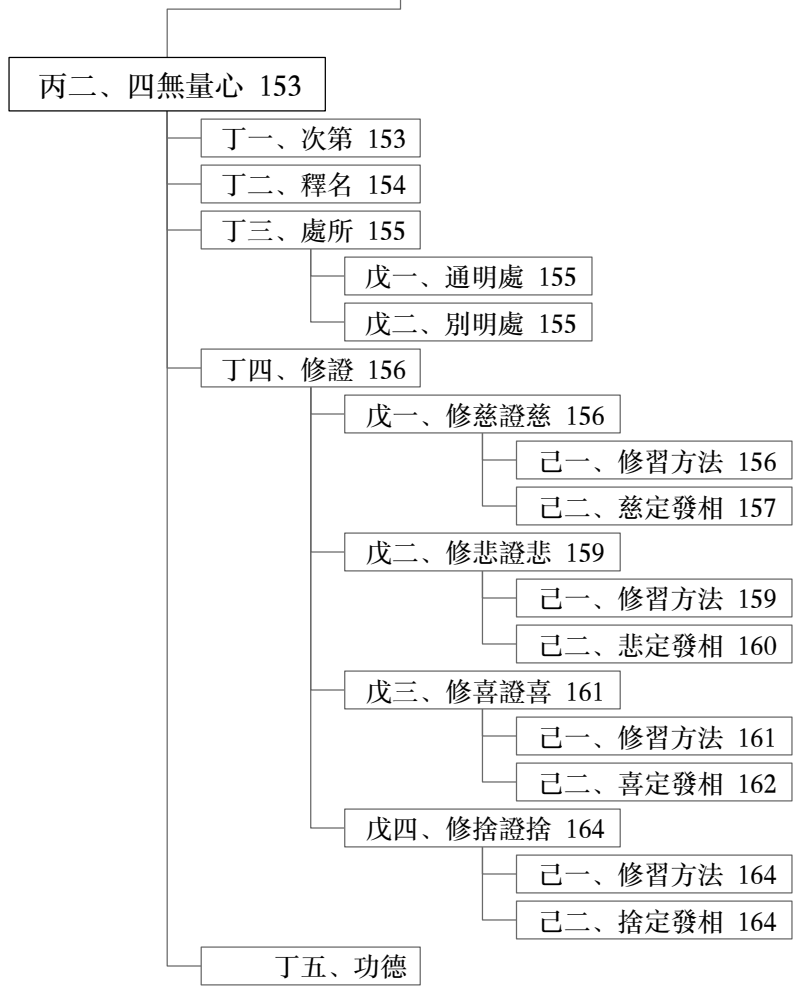 丙二、四無量心 153
丁一、次第 153
丁二、釋名 154
丁三、處所 155
戊一、通明處 155
戊二、別明處 155
丁四、修證 156
戊一、修慈證慈 156
己一、修習方法 156
己二、慈定發相 157
戊二、修悲證悲 159
己一、修習方法 159
己二、悲定發相 160
戊三、修喜證喜 161
己一、修習方法 161
己二、喜定發相 162
戊四、修捨證捨 164
己一、修習方法 164
己二、捨定發相 164
丁五、功德